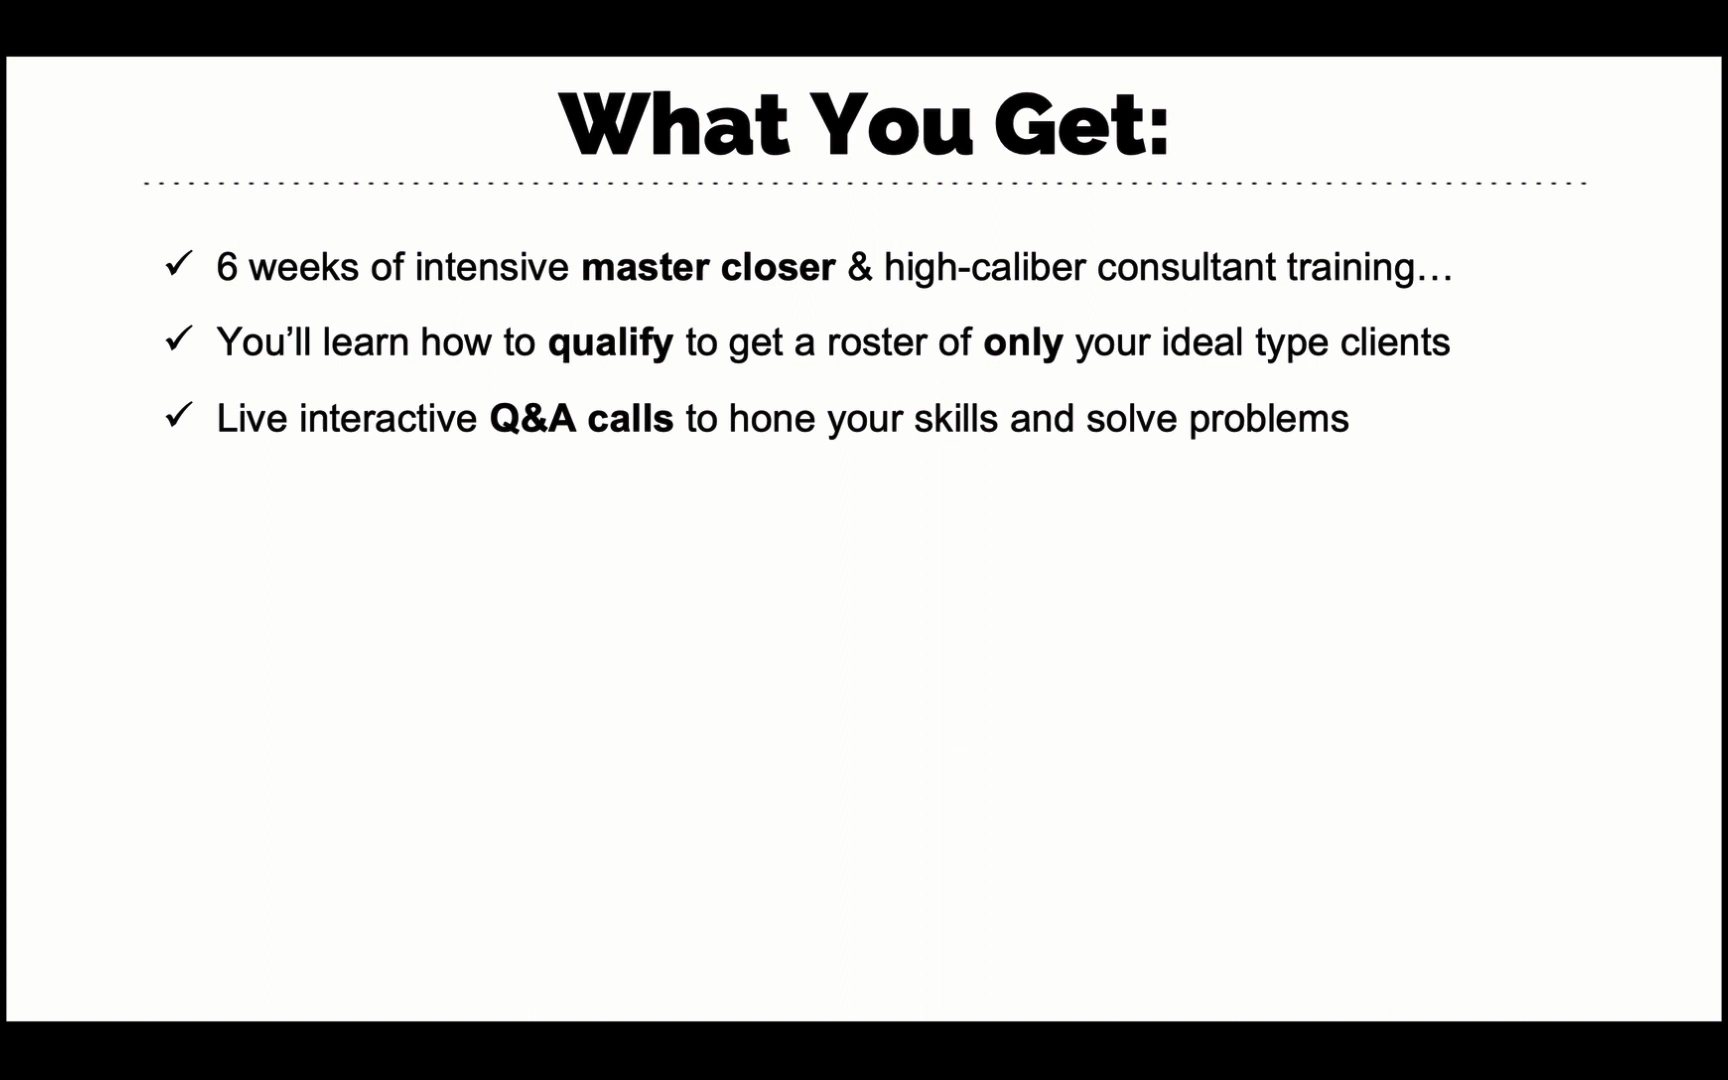 What You Get:
✓ 6 weeks of intensive master closer & high-caliber consultant training…
✓ You’ll learn how to qualify to get a roster of only your ideal type clients
✓ Live interactive Q&A calls to hone your skills and solve problems